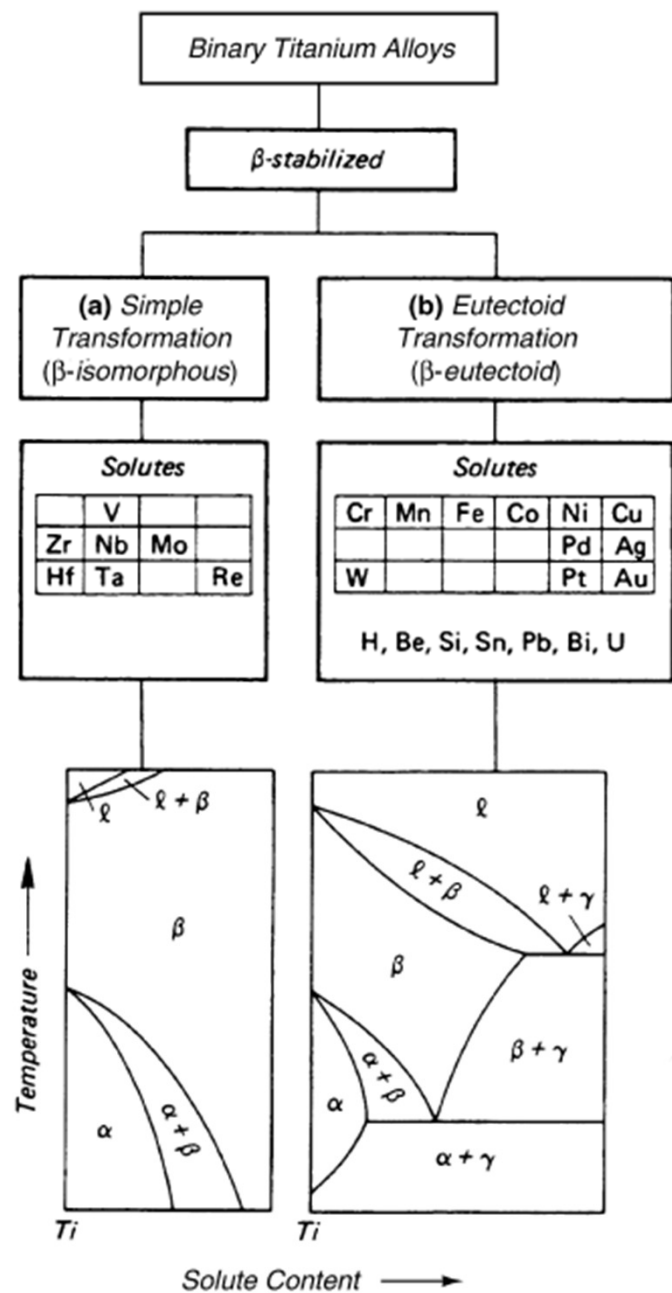 Binary Titanium Alloys
β-stabilized
(a) Simple
Transformation
(β-isomorphous)
(b) Eutectoid
Transformation
(β-eutectoid)
Solutes
V
Zr Nb Mo
Hf Ta Re
Solutes
Cr Mn Fe Co Ni Cu
Pd Ag
W Pt Au
H, Be, Si, Sn, Pb, Bi, U
ℓ
ℓ + β
β
α
α + β
Ti
ℓ
ℓ + β
ℓ + γ
β
β + γ
α + β
α
α + γ
Ti
Temperature
Solute Content